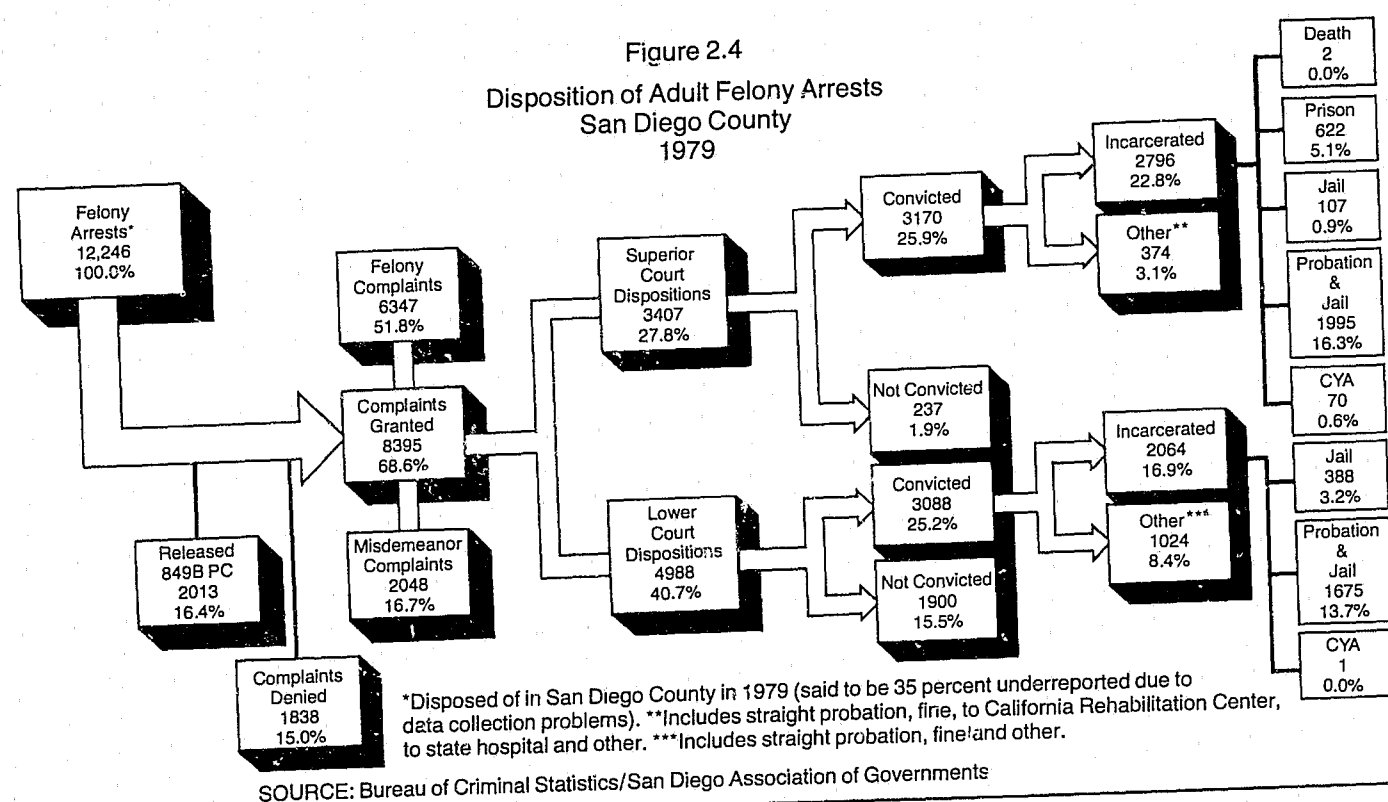 Figure 2.4
Disposition of Adult Felony Arrests
San Diego County
1979
Felony
Arrests*
12,246
100.0%
Released
849B PC
2013
16.4%
Complaints
Denied
1838
15.0%
Felony
Complaints
6347
51.8%
Complaints
Granted
8395
68.6%
Misdemeanor
Complaints
2048
16.7%
Superior
Court
Dispositions
3407
27.8%
Lower
Court
Dispositions
4988
40.7%
Convicted
3170
25.9%
Not Convicted
237
1.9%
Convicted
3088
25.2%
Not Convicted
1900
15.5%
Incarcerated
2796
22.8%
Other**
374
3.1%
Incarcerated
2064
16.9%
Other***
1024
8.4%
Death
2
0.0%
Prison
622
5.1%
Jail
107
0.9%
Probation
&
Jail
1995
16.3%
CYA
70
0.6%
Jail
388
3.2%
Probation
&
Jail
1675
13.7%
CYA
1
0.0%
*Disposed of in San Diego County in 1979 (said to be 35 percent underreported due to
data collection problems). **Includes straight probation, fine, to California Rehabilitation Center,
to state hospital and other. ***Includes straight probation, fine and other.
SOURCE: Bureau of Criminal Statistics/San Diego Association of Governments